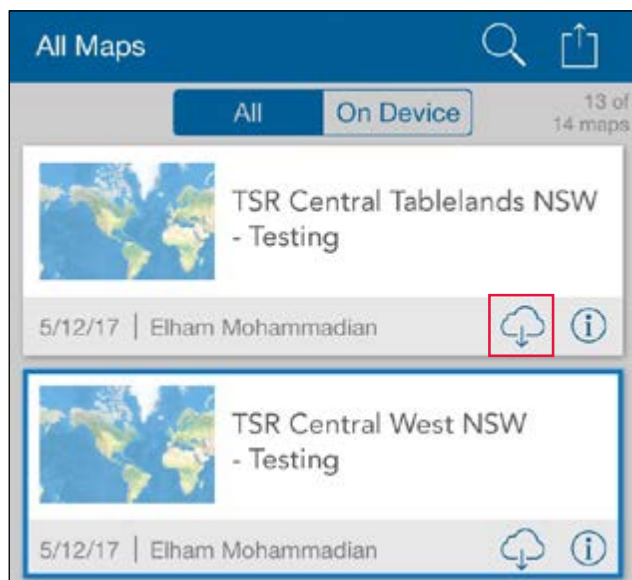 All Maps
All On Device
13 of
14 maps
TSR Central Tablelands NSW
- Testing
5/12/17 | Elham Mohammadian
TSR Central West NSW
- Testing
5/12/17 | Elham Mohammadian